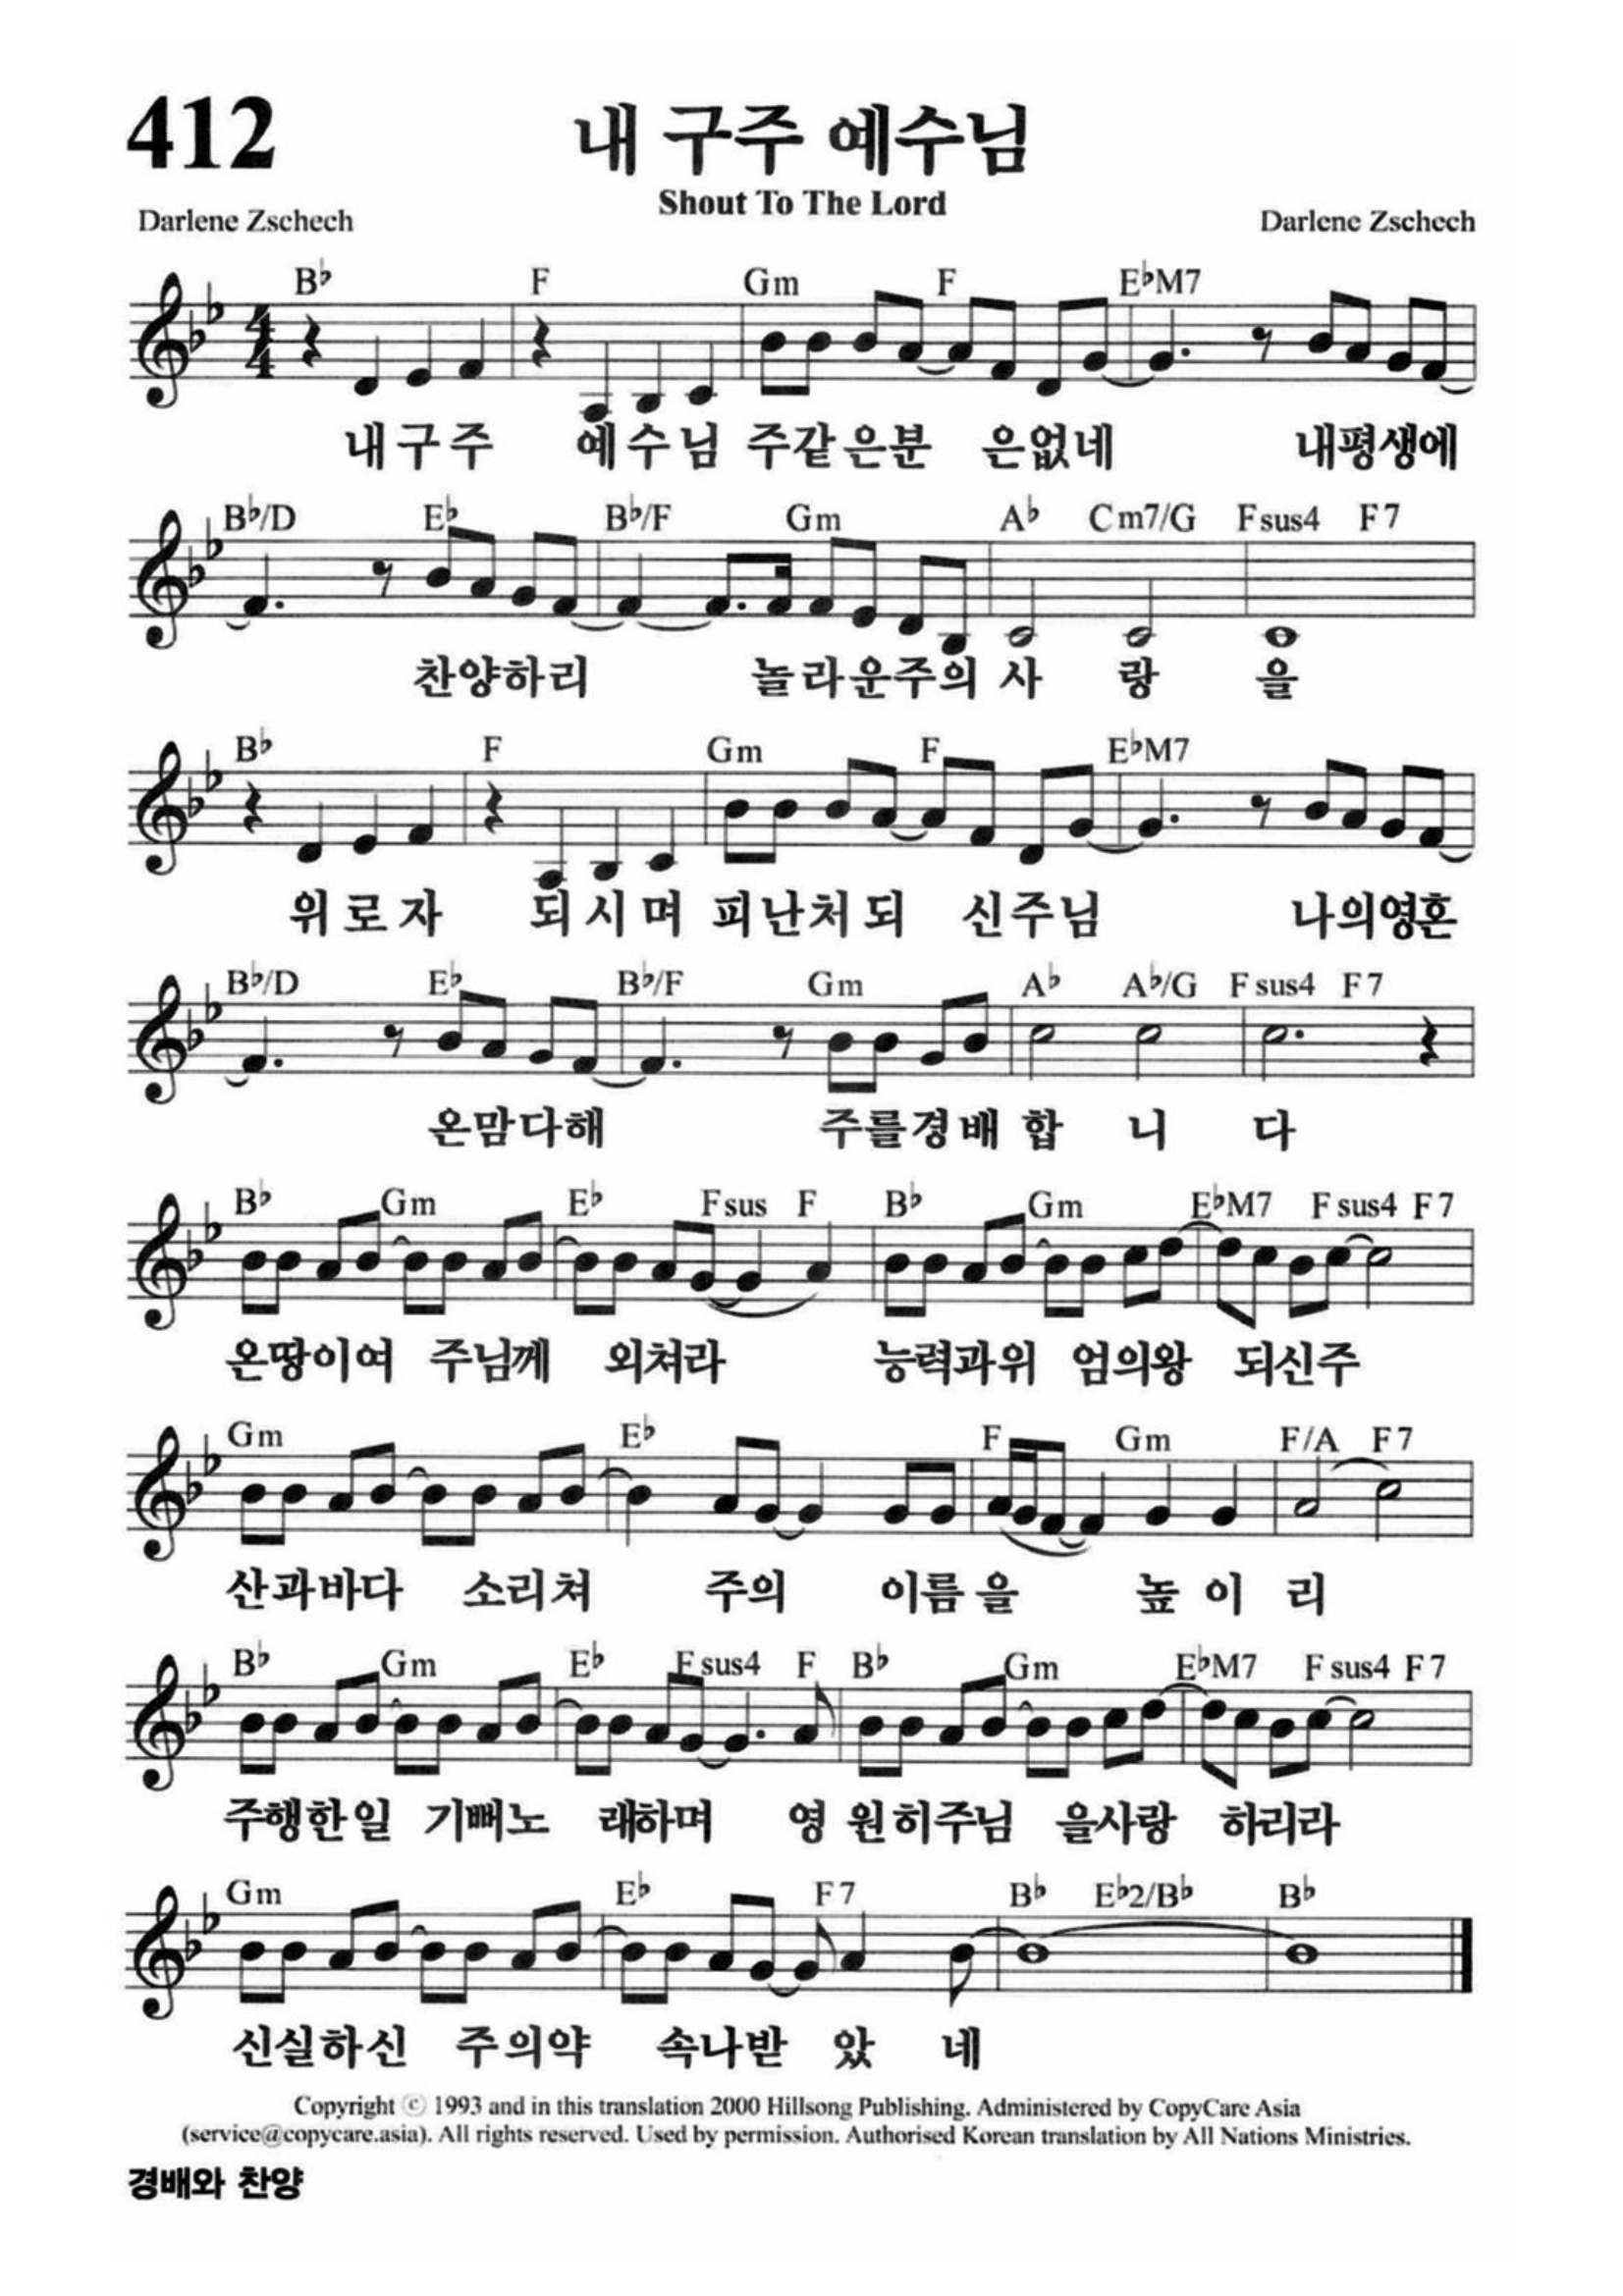 412
내 구주 예수님
Shout To The Lord
Darlene Zschech
Darlene Zschech
B♭ F Gm F E♭M7
내구주 예수님 주같은분 은없네 내평생에
B♭/D E♭ B♭/F Gm A♭ Cm7/G Fsus4 F7
찬양하리 놀라운주의 사 랑 을
B♭ F Gm F E♭M7
위로자 되시며 피난처되 신주님 나의영혼
B♭/D E♭ B♭/F Gm A♭ A♭/G Fsus4 F7
온맘다해 주를경배 합 니 다
B♭ Gm E♭ Fsus F B♭ Gm E♭M7 Fsus4 F7
온땅이여 주님께 외쳐라 능력과위 엄의왕 되신주
Gm E♭ F Gm F/A F7
산과바다 소리쳐 주의 이름을 높 이 리
B♭ Gm E♭ Fsus4 F B♭ Gm E♭M7 Fsus4 F7
주행한일 기뻐노 래하며 영 원히주님 을사랑 하리라
Gm E♭ F7 B♭ E♭2/B♭ B♭
신실하신 주의약 속나받 았 네
Copyright © 1993 and in this translation 2000 Hillsong Publishing. Administered by CopyCare Asia
(service@copycare.asia). All rights reserved. Used by permission. Authorised Korean translation by All Nations Ministries.
경배와 찬양